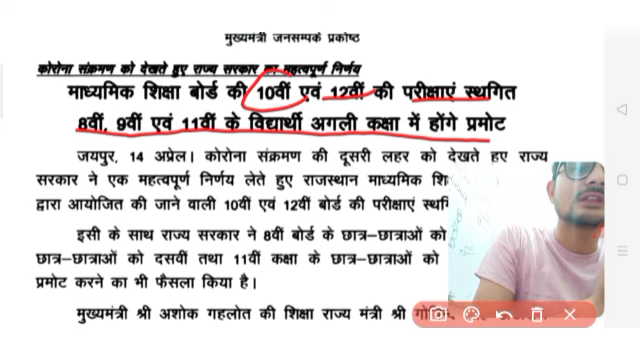 मुख्यमंत्री जनसम्पर्क प्रकोष्ठ
कोरोना संक्रमण को देखते हुए राज्य सरकार का महत्वपूर्ण निर्णय
माध्यमिक शिक्षा बोर्ड की 10वीं एवं 12वीं की परीक्षाएं स्थगित
8वीं, 9वीं एवं 11वीं के विद्यार्थी अगली कक्षा में होंगे प्रमोट
जयपुर, 14 अप्रेल। कोरोना संक्रमण की दूसरी लहर को देखते हुए राज्य
सरकार ने एक महत्वपूर्ण निर्णय लेते हुए राजस्थान माध्यमिक
द्वारा आयोजित की जाने वाली 10वीं एवं 12वीं बोर्ड की परीक्षाएं
इसी के साथ राज्य सरकार ने 8वीं बोर्ड के छात्र-छात्राओं को
छात्र-छात्राओं को दसवीं तथा 11वीं कक्षा के छात्र-छात्राओं को
प्रमोट करने का भी फैसला किया है।
मुख्यमंत्री श्री अशोक गहलोत की शिक्षा राज्य मंत्री श्री